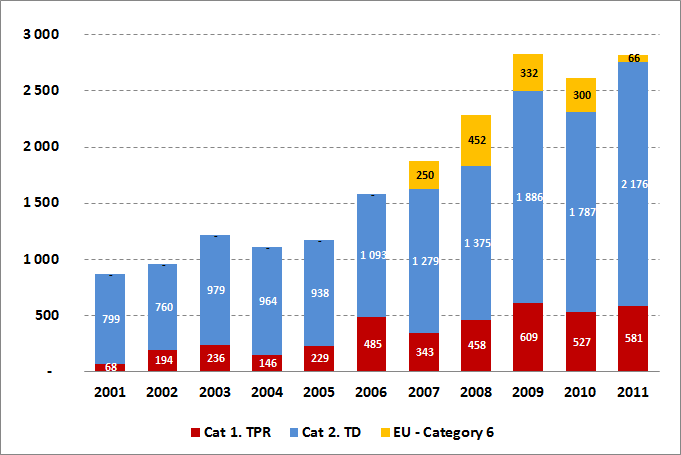 3 000
2 500
2 000
1 500
1 000
500
-
- - - - - - 250 452 332 300 66
799 760 979 964 938 1 093 1 279 1 375 1 886 1 787 2 176
68 194 236 146 229 485 343 458 609 527 581
2001 2002 2003 2004 2005 2006 2007 2008 2009 2010 2011
Cat 1. TPR Cat 2. TD EU - Category 6